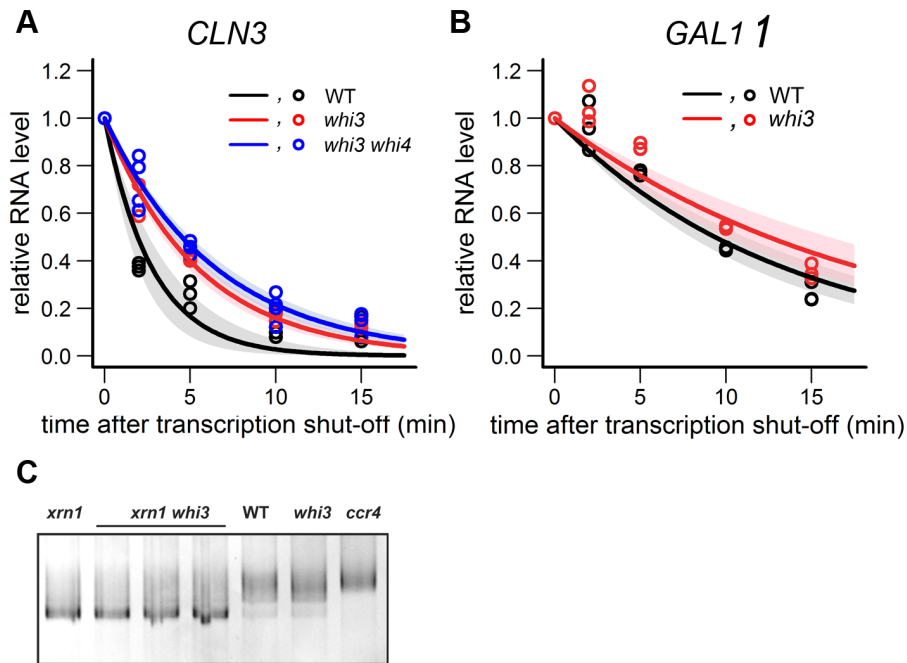 A
CLN3
relative RNA level
1.2
1.0
0.8
0.6
0.4
0.2
0.0
0 5 10 15
time after transcription shut-off (min)
, WT
, whi3
, whi3 whi4
B
GAL1 1
relative RNA level
1.2
1.0
0.8
0.6
0.4
0.2
0.0
0 5 10 15
time after transcription shut-off (min)
, WT
, whi3
C
xrn1 xrn1 whi3 WT whi3 ccr4